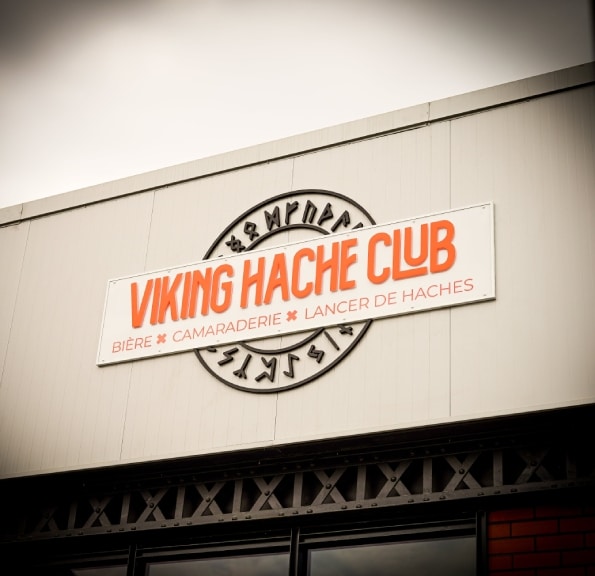 VIKING HACHE CLUB
BIÈRE ✖ CAMARADERIE ✖ LANCER DE HACHES